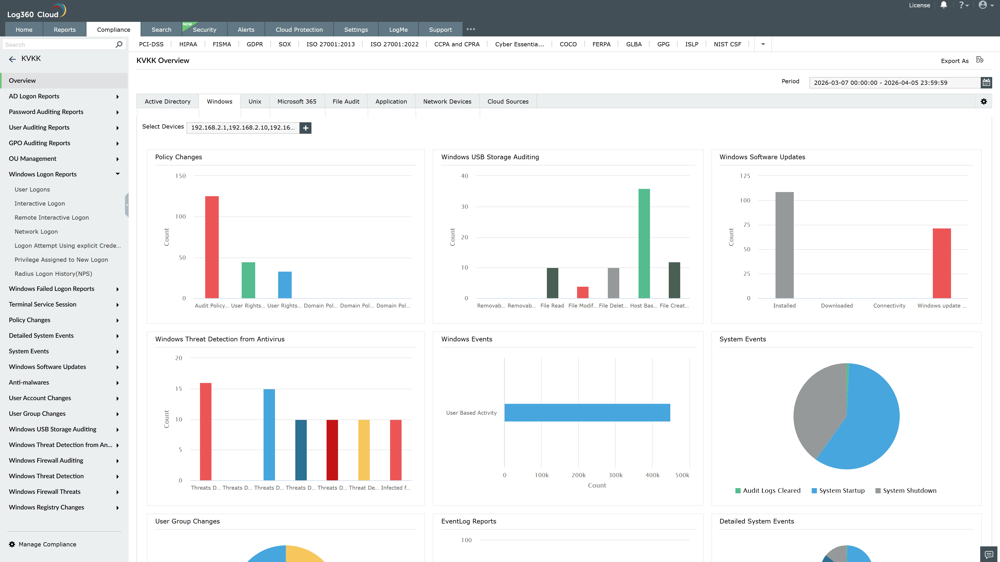 Log360 Cloud
License
?
Home
Reports
Compliance
Search
NEW
Security
Alerts
Cloud Protection
Settings
LogMe
Support
Search
PCI-DSS
HIPAA
FISMA
GDPR
SOX
ISO 27001:2013
ISO 27001:2022
CCPA and CPRA
Cyber Essentia...
COCO
FERPA
GLBA
GPG
ISLP
NIST CSF
KVKK
Overview
AD Logon Reports
Password Auditing Reports
User Auditing Reports
GPO Auditing Reports
OU Management
Windows Logon Reports
User Logons
Interactive Logon
Remote Interactive Logon
Network Logon
Logon Attempt Using explicit Crede...
Privilege Assigned to New Logon
Radius Logon History(NPS)
Windows Failed Logon Reports
Terminal Service Session
Policy Changes
Detailed System Events
System Events
Windows Software Updates
Anti-malwares
User Account Changes
User Group Changes
Windows USB Storage Auditing
Windows Threat Detection from An...
Windows Firewall Auditing
Windows Threat Detection
Windows Firewall Threats
Windows Registry Changes
Manage Compliance
KVKK Overview
Export As
Period
2026-03-07 00:00:00 - 2026-04-05 23:59:59
Active Directory
Windows
Unix
Microsoft 365
File Audit
Application
Network Devices
Cloud Sources
Select Devices
192.168.2.1,192.168.2.10,192.16...
Policy Changes
150
100
50
0
Count
Audit Policy...
User Rights...
User Rights...
Domain Pol...
Domain Pol...
Domain Pol...
Windows USB Storage Auditing
40
30
20
10
0
Count
Removab...
Removab...
File Read
File Modif...
File Delet...
Host Bas...
File Creat...
Windows Software Updates
125
100
75
50
25
0
Count
Installed
Downloaded
Connectivity
Windows update ...
Windows Threat Detection from Antivirus
20
15
10
5
0
Count
Threats D...
Threats D...
Threats D...
Threats D...
Threats D...
Threat De...
Infected f...
Windows Events
User Based Activity
0
100k
200k
300k
400k
500k
Count
System Events
Audit Logs Cleared
System Startup
System Shutdown
User Group Changes
EventLog Reports
100
Detailed System Events